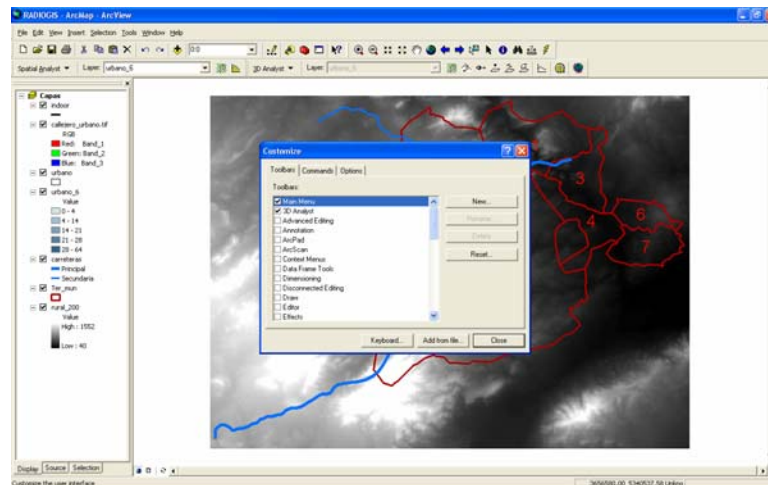 RADIOGIS - ArcMap - ArcView
File Edit View Insert Selection Tools Window Help
Spatial Analyst Layer: urbano_6 3D Analyst Layer: urbano_6
Capas
indoor
callejero_urbano.tif
RGB
Red: Band_1
Green: Band_2
Blue: Band_3
urbano
urbano_6
Value
0 - 4
4 - 14
14 - 21
21 - 28
28 - 64
carreteras
Principal
Secundaria
Ter_mun
rural_200
Value
High : 1552
Low : 40
Customize
Toolbars Commands Options
Toolbars:
Main Menu
3D Analyst
Advanced Editing
Annotation
ArcPad
ArcScan
Context Menus
Data Frame Tools
Dimensioning
Disconnected Editing
Draw
Editor
Effects
New...
Rename...
Delete
Reset...
Keyboard... Add from file... Close
3
4
6
7
Display Source Selection
Customize the user interface